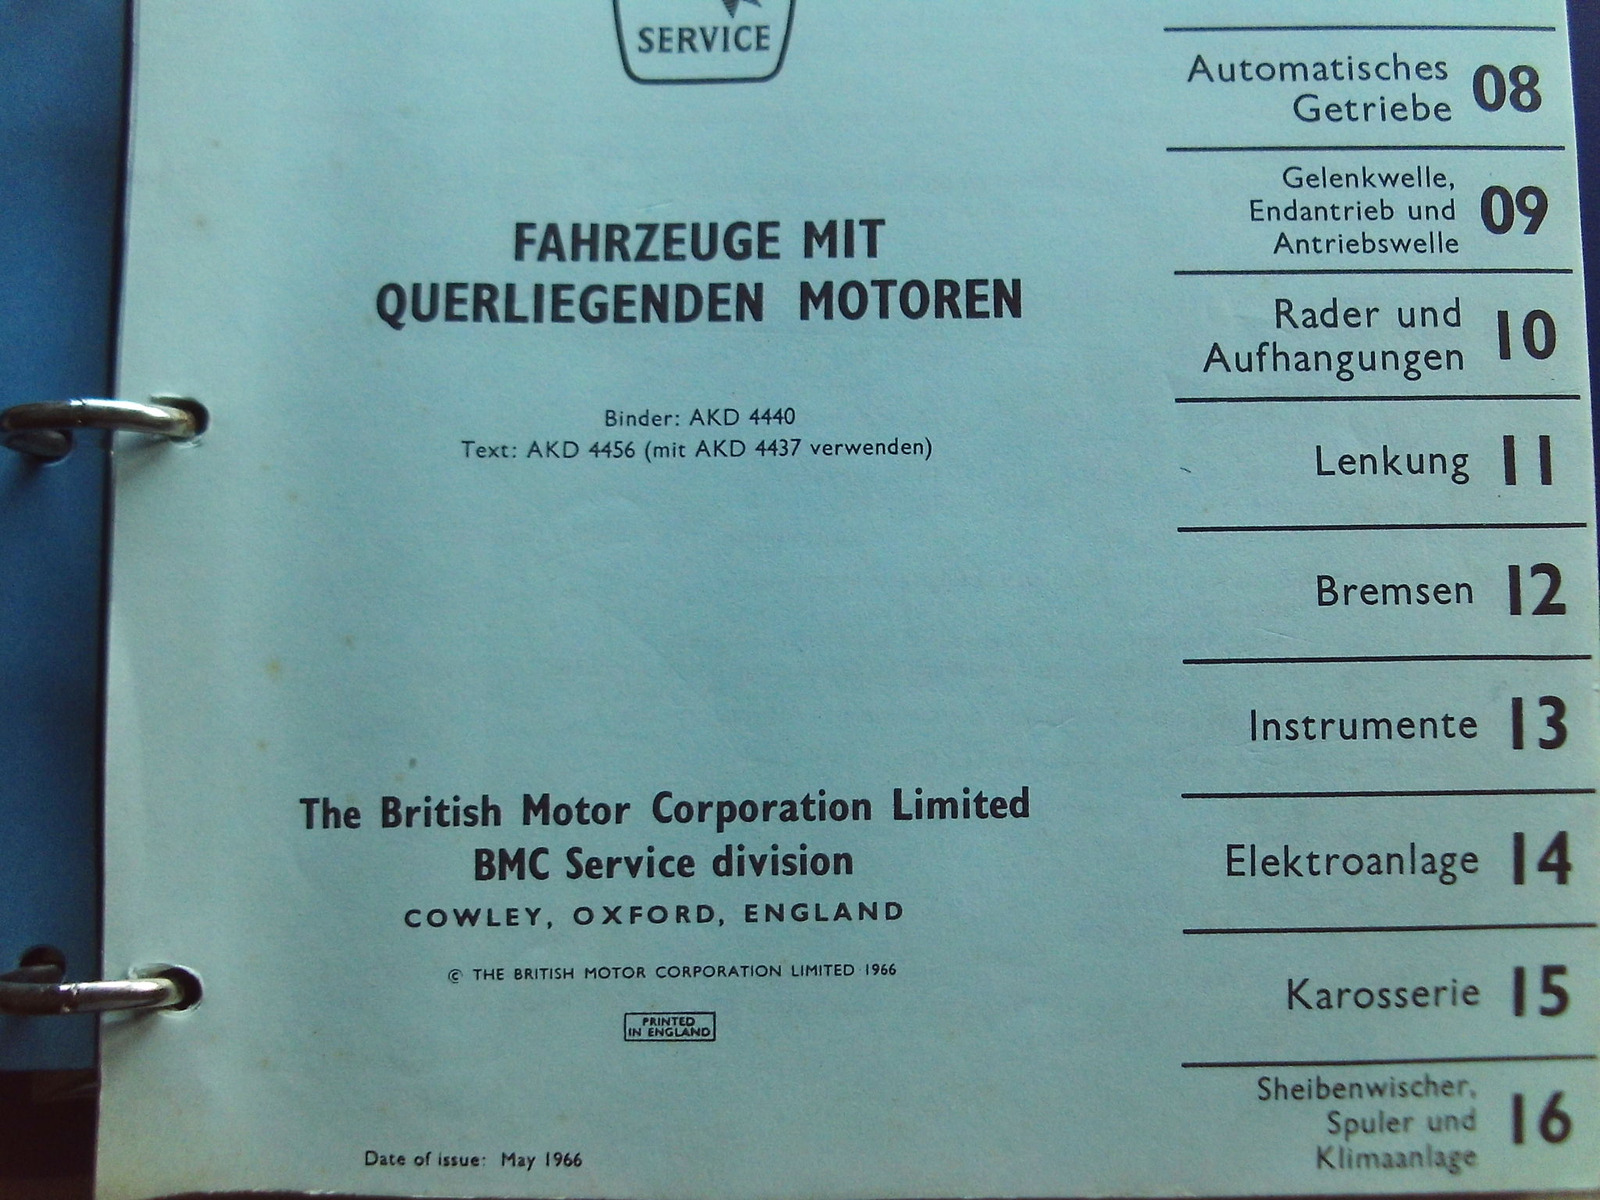 SERVICE
FAHRZEUGE MIT
QUERLIEGENDEN MOTOREN
Binder: AKD 4440
Text: AKD 4456 (mit AKD 4437 verwenden)
The British Motor Corporation Limited
BMC Service division
COWLEY, OXFORD, ENGLAND
© THE BRITISH MOTOR CORPORATION LIMITED 1966
PRINTED
IN ENGLAND
Date of issue: May 1966
Automatisches
Getriebe 08
Gelenkwelle,
Endantrieb und
Antriebswelle 09
Rader und
Aufhangungen 10
Lenkung 11
Bremsen 12
Instrumente 13
Elektroanlage 14
Karosserie 15
Sheibenwischer,
Spuler und
Klimaanlage 16